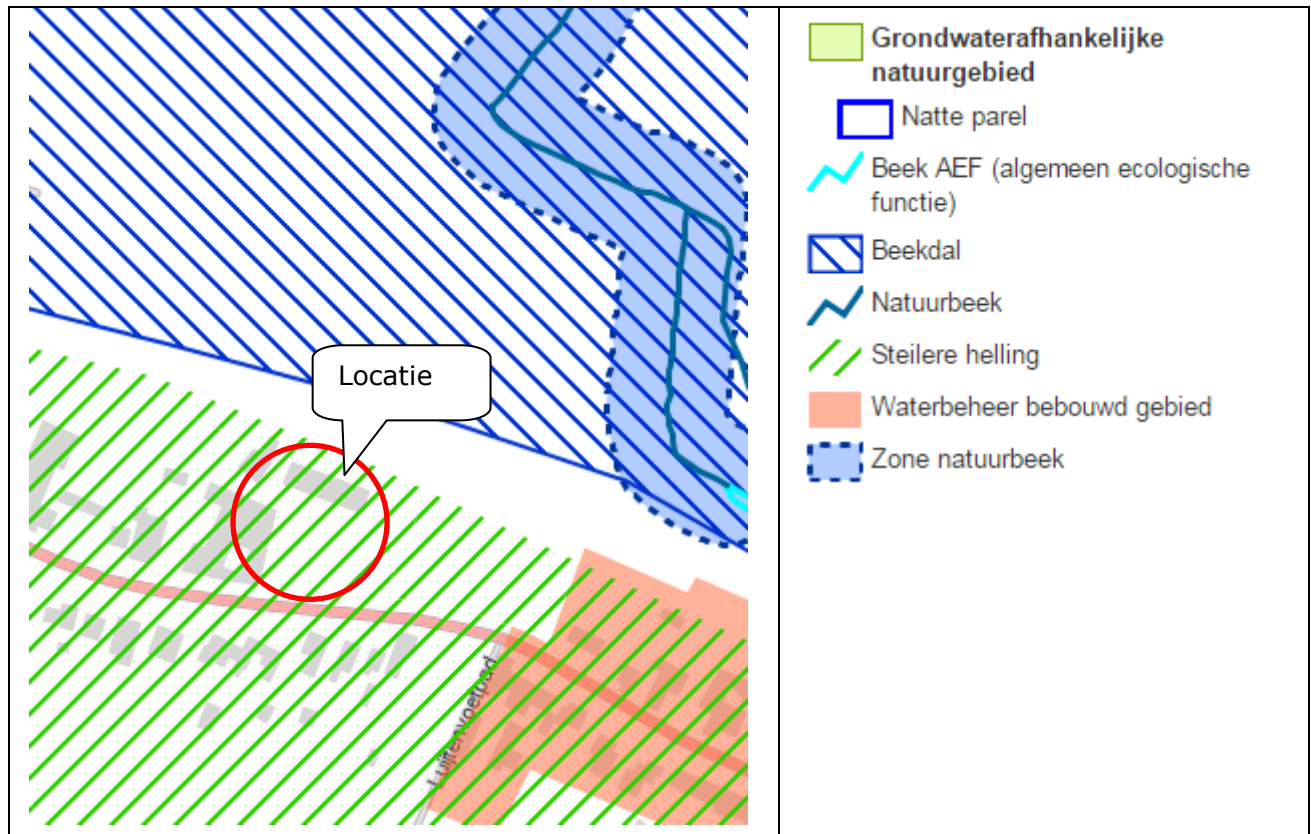 Locatie
Luijtenvoetpad
Grondwaterafhankelijke
natuurgebied
Natte parel
Beek AEF (algemeen ecologische
functie)
Beekdal
Natuurbeek
Steilere helling
Waterbeheer bebouwd gebied
Zone natuurbeek